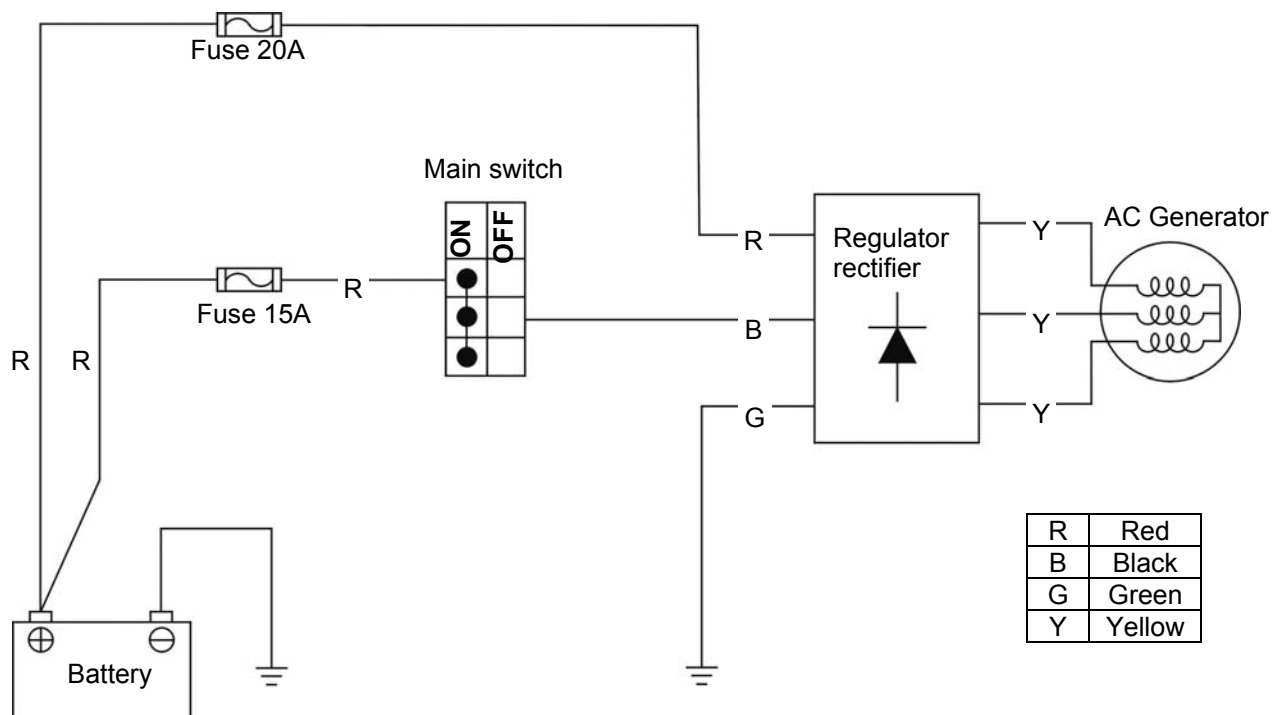 Fuse 20A
Main switch
ON
OFF
AC Generator
Y
R
Regulator
rectifier
R
Fuse 15A
Y
B
R
R
G
Y
R Red
B Black
G Green
Y Yellow
+
−
Battery